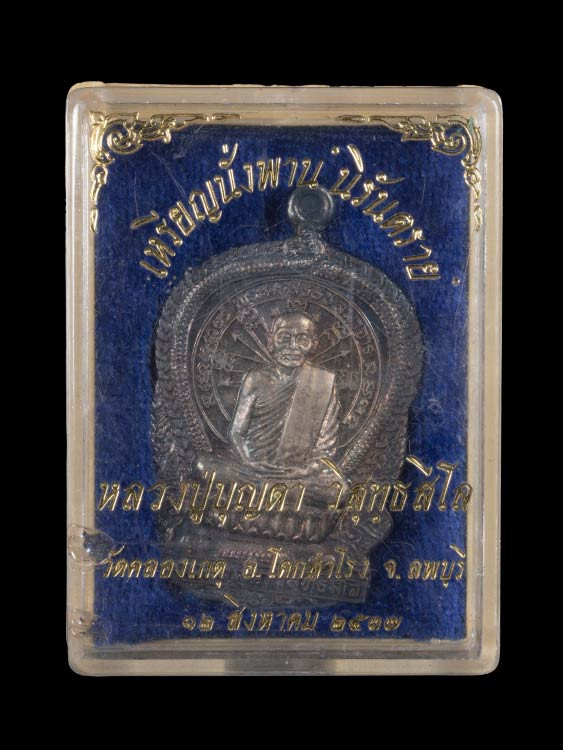 เหรียญนั่งพาน นิรันตราย
หลวงปู่บุญตา วิสุทฺธสีโล
วัดคลองเกตุ อ.โคกสำโรง จ.ลพบุรี
๑๒ สิงหาคม ๒๕๓๗